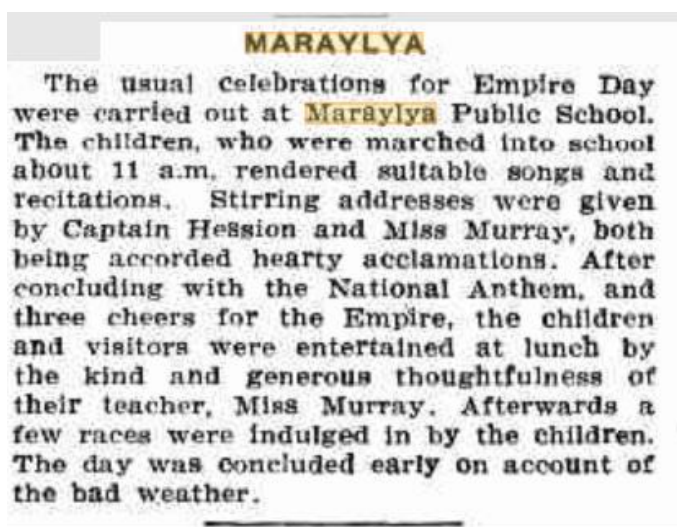 MARAYLYA
The usual celebrations for Empire Day
were carried out at Maraylya Public School.
The children, who were marched into school
about 11 a.m. rendered suitable songs and
recitations. Stirring addresses were given
by Captain Hession and Miss Murray, both
being accorded hearty acclamations. After
concluding with the National Anthem, and
three cheers for the Empire, the children
and visitors were entertained at lunch by
the kind and generous thoughtfulness of
their teacher, Miss Murray. Afterwards a
few races were indulged in by the children.
The day was concluded early on account of
the bad weather.